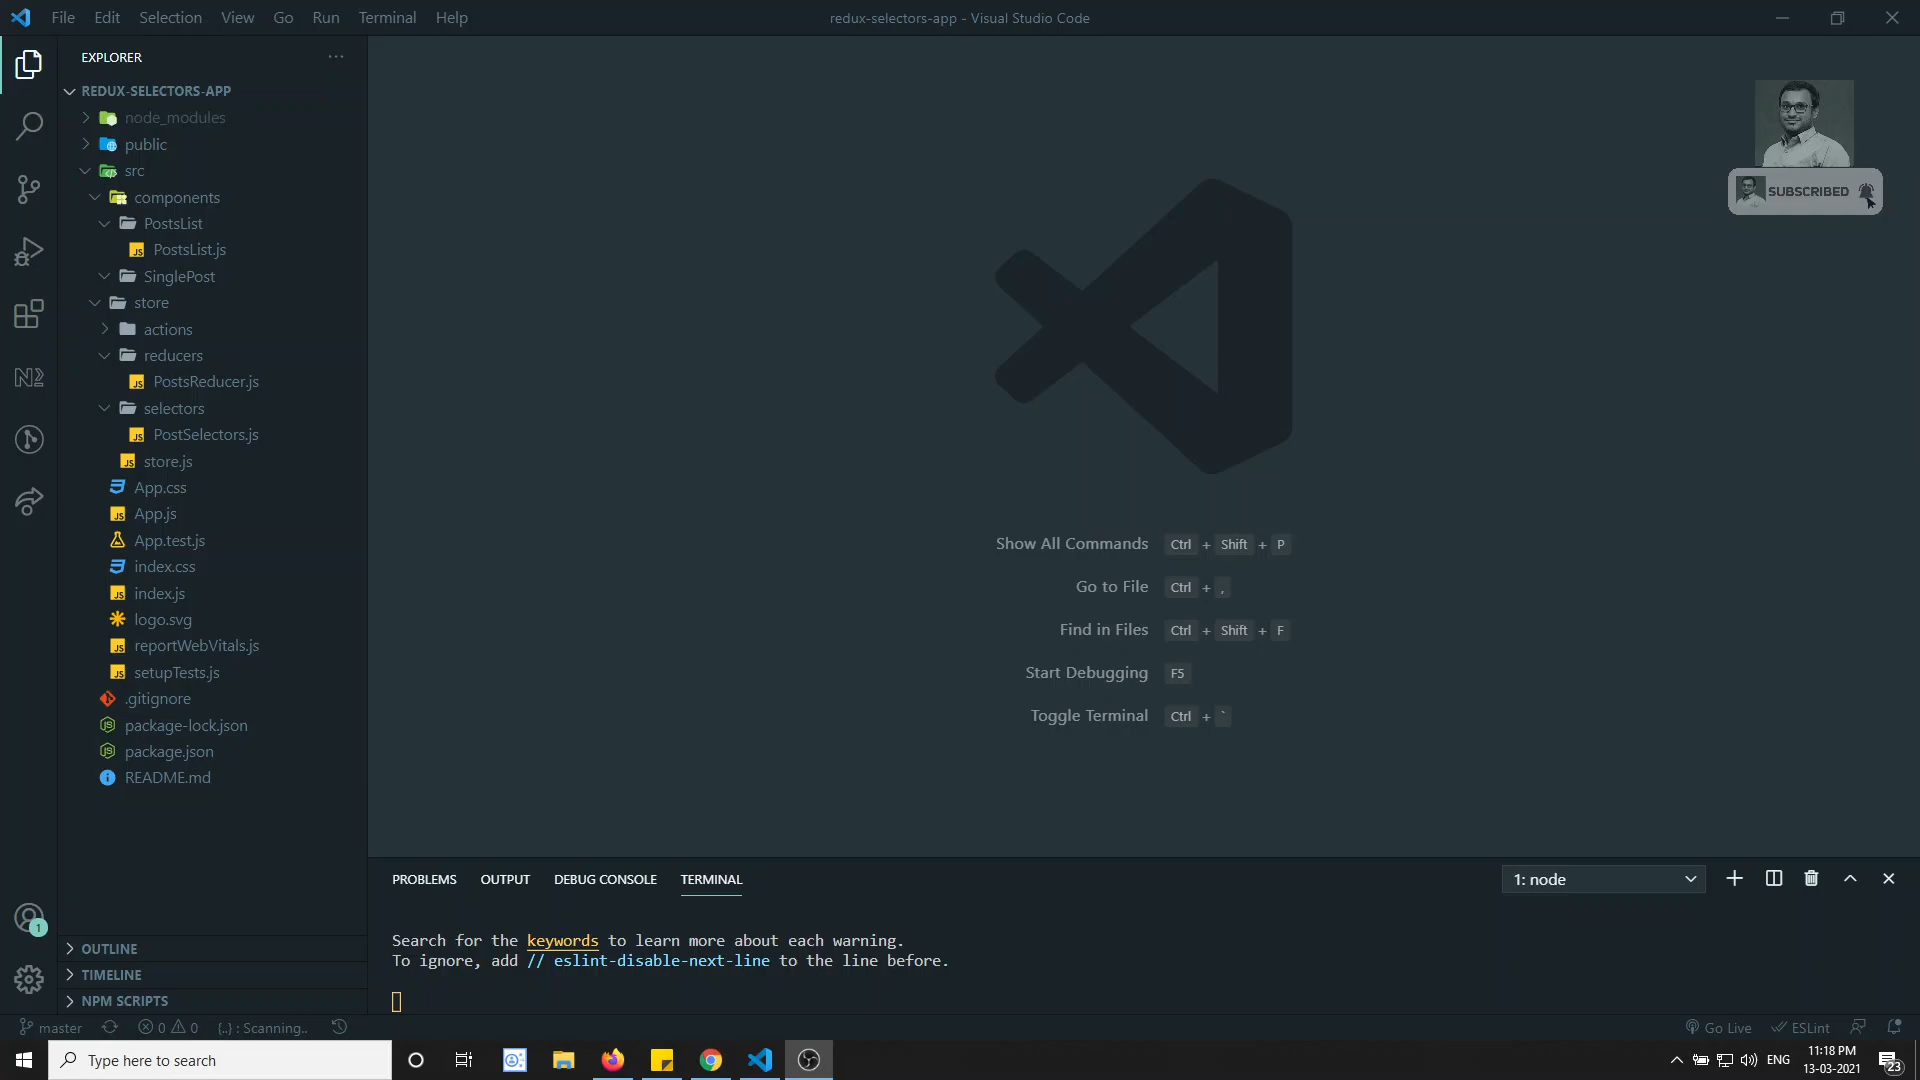 File Edit Selection View Go Run Terminal Help
redux-selectors-app - Visual Studio Code
EXPLORER
REDUX-SELECTORS-APP
node_modules
public
src
components
PostsList
PostsList.js
SinglePost
store
actions
reducers
PostsReducer.js
selectors
PostSelectors.js
store.js
App.css
App.js
App.test.js
index.css
index.js
logo.svg
reportWebVitals.js
setupTests.js
.gitignore
package-lock.json
package.json
README.md
OUTLINE
TIMELINE
NPM SCRIPTS
SUBSCRIBED
Show All Commands Ctrl + Shift + P
Go to File Ctrl + ,
Find in Files Ctrl + Shift + F
Start Debugging F5
Toggle Terminal Ctrl + `
PROBLEMS OUTPUT DEBUG CONSOLE TERMINAL
1: node
Search for the keywords to learn more about each warning.
To ignore, add // eslint-disable-next-line to the line before.
1
master 0 0 {..} : Scanning.. Go Live ESLint
Type here to search
ENG
11:18 PM
13-03-2021
23